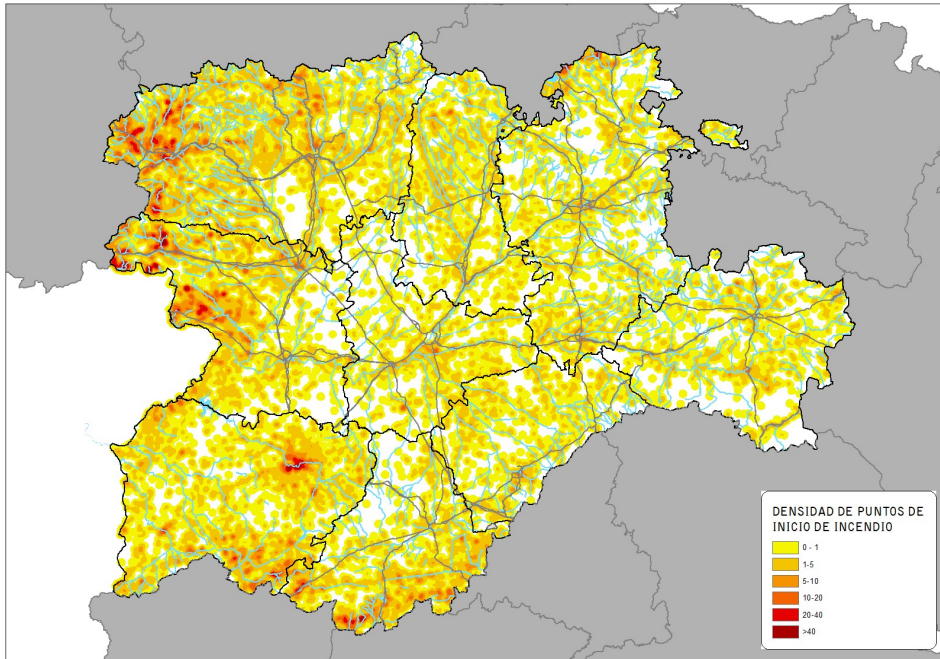 DENSIDAD DE PUNTOS DE
INICIO DE INCENDIO
0 - 1
1-5
5-10
10-20
20-40
>40